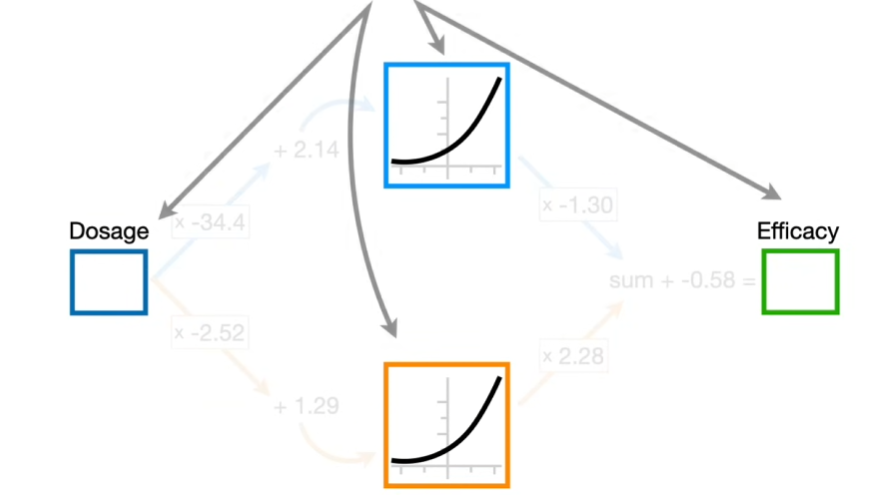 + 2.14
x -34.4
x -1.30
Dosage
Efficacy
sum + -0.58 =
x -2.52
x 2.28
+ 1.29